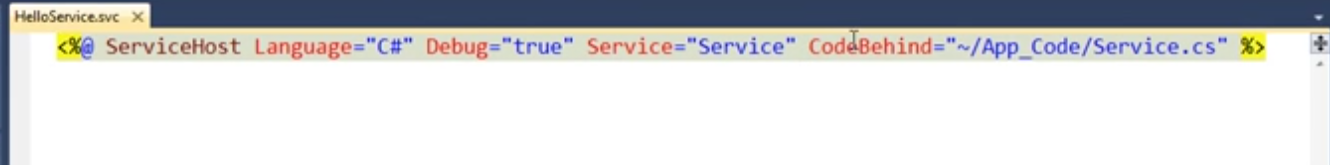 HelloService.svc
<%@ ServiceHost Language="C#" Debug="true" Service="Service" CodeBehind="~/App_Code/Service.cs" %>